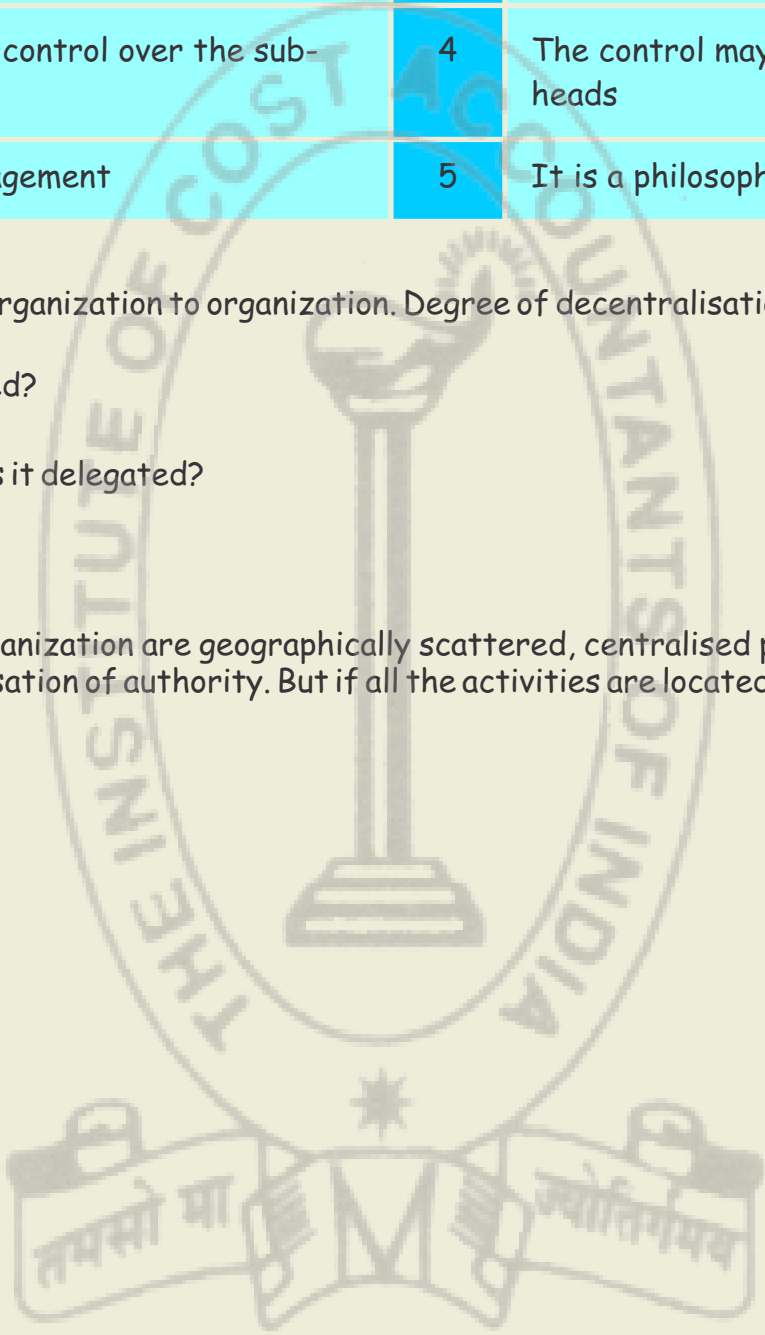 control over the sub-
4
The control may
heads
agement
5
It is a philosoph
rganization to organization. Degree of decentralisati
ed?
s it delegated?
anization are geographically scattered, centralised p
sation of authority. But if all the activities are located
THE INSTITUTE OF COST ACCOUNTANTS OF INDIA
तमसो मा ज्योतिर्गमय